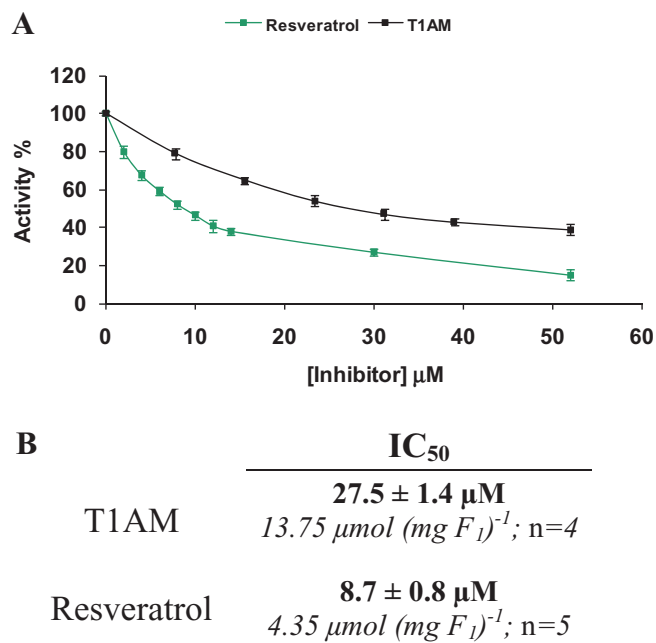 A
Resveratrol T1AM
120
100
80
60
40
20
0
Activity %
0 10 20 30 40 50 60
[Inhibitor] μM
B
IC₅₀
T1AM
27.5 ± 1.4 μM
13.75 μmol (mg F₁)⁻¹; n=4
Resveratrol
8.7 ± 0.8 μM
4.35 μmol (mg F₁)⁻¹; n=5